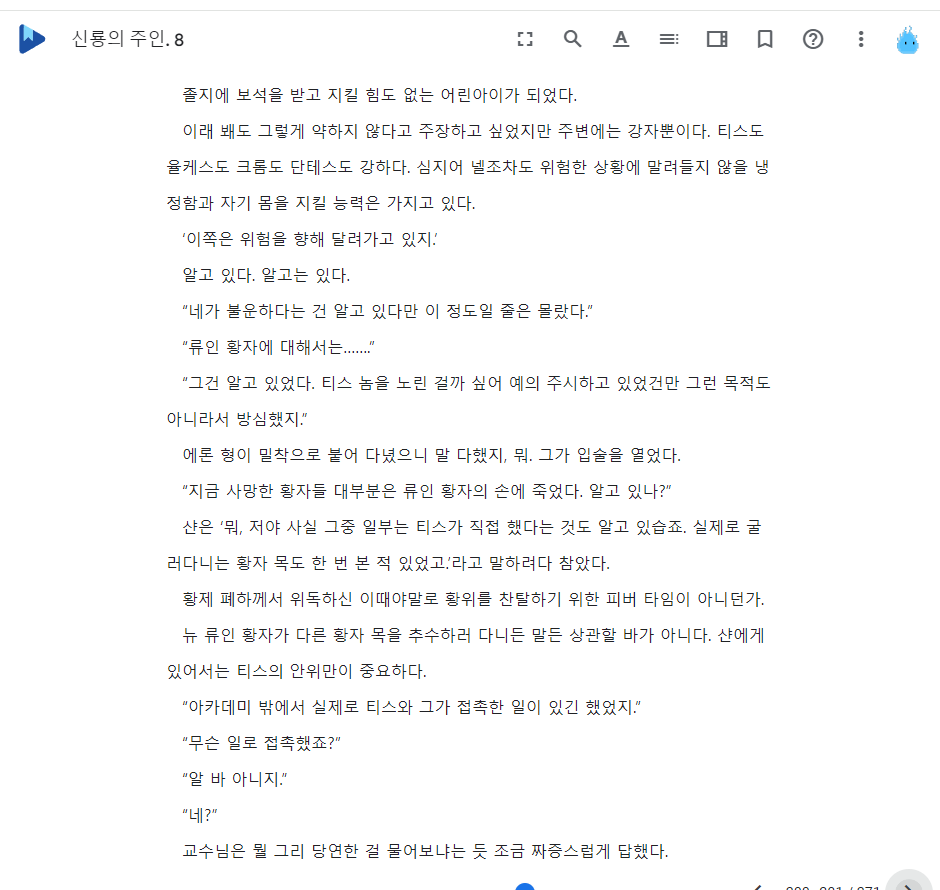 신룡의 주인. 8
졸지에 보석을 받고 지킬 힘도 없는 어린아이가 되었다.
이래 봬도 그렇게 약하지 않다고 주장하고 싶었지만 주변에는 강자뿐이다. 티스도
율케스도 크롬도 단테스도 강하다. 심지어 넬조차도 위험한 상황에 말려들지 않을 냉
정함과 자기 몸을 지킬 능력은 가지고 있다.
‘이쪽은 위험을 향해 달려가고 있지.’
알고 있다. 알고는 있다.
“네가 불운하다는 건 알고 있다만 이 정도일 줄은 몰랐다.”
“류인 황자에 대해서는…….”
“그건 알고 있었다. 티스 놈을 노린 걸까 싶어 예의 주시하고 있었건만 그런 목적도
아니라서 방심했지.”
에론 형이 밀착으로 붙어 다녔으니 말 다했지, 뭐. 그가 입술을 열었다.
“지금 사망한 황자들 대부분은 류인 황자의 손에 죽었다. 알고 있나?”
샨은 ‘뭐, 저야 사실 그중 일부는 티스가 직접 했다는 것도 알고 있습죠. 실제로 굴
러다니는 황자 목도 한 번 본 적 있었고.’라고 말하려다 참았다.
황제 폐하께서 위독하신 이때야말로 황위를 찬탈하기 위한 피버 타임이 아니던가.
뉴 류인 황자가 다른 황자 목을 추수하러 다니든 말든 상관할 바가 아니다. 샨에게
있어서는 티스의 안위만이 중요하다.
“아카데미 밖에서 실제로 티스와 그가 접촉한 일이 있긴 했었지.”
“무슨 일로 접촉했죠?”
“알 바 아니지.”
“네?”
교수님은 뭘 그리 당연한 걸 물어보냐는 듯 조금 짜증스럽게 답했다.